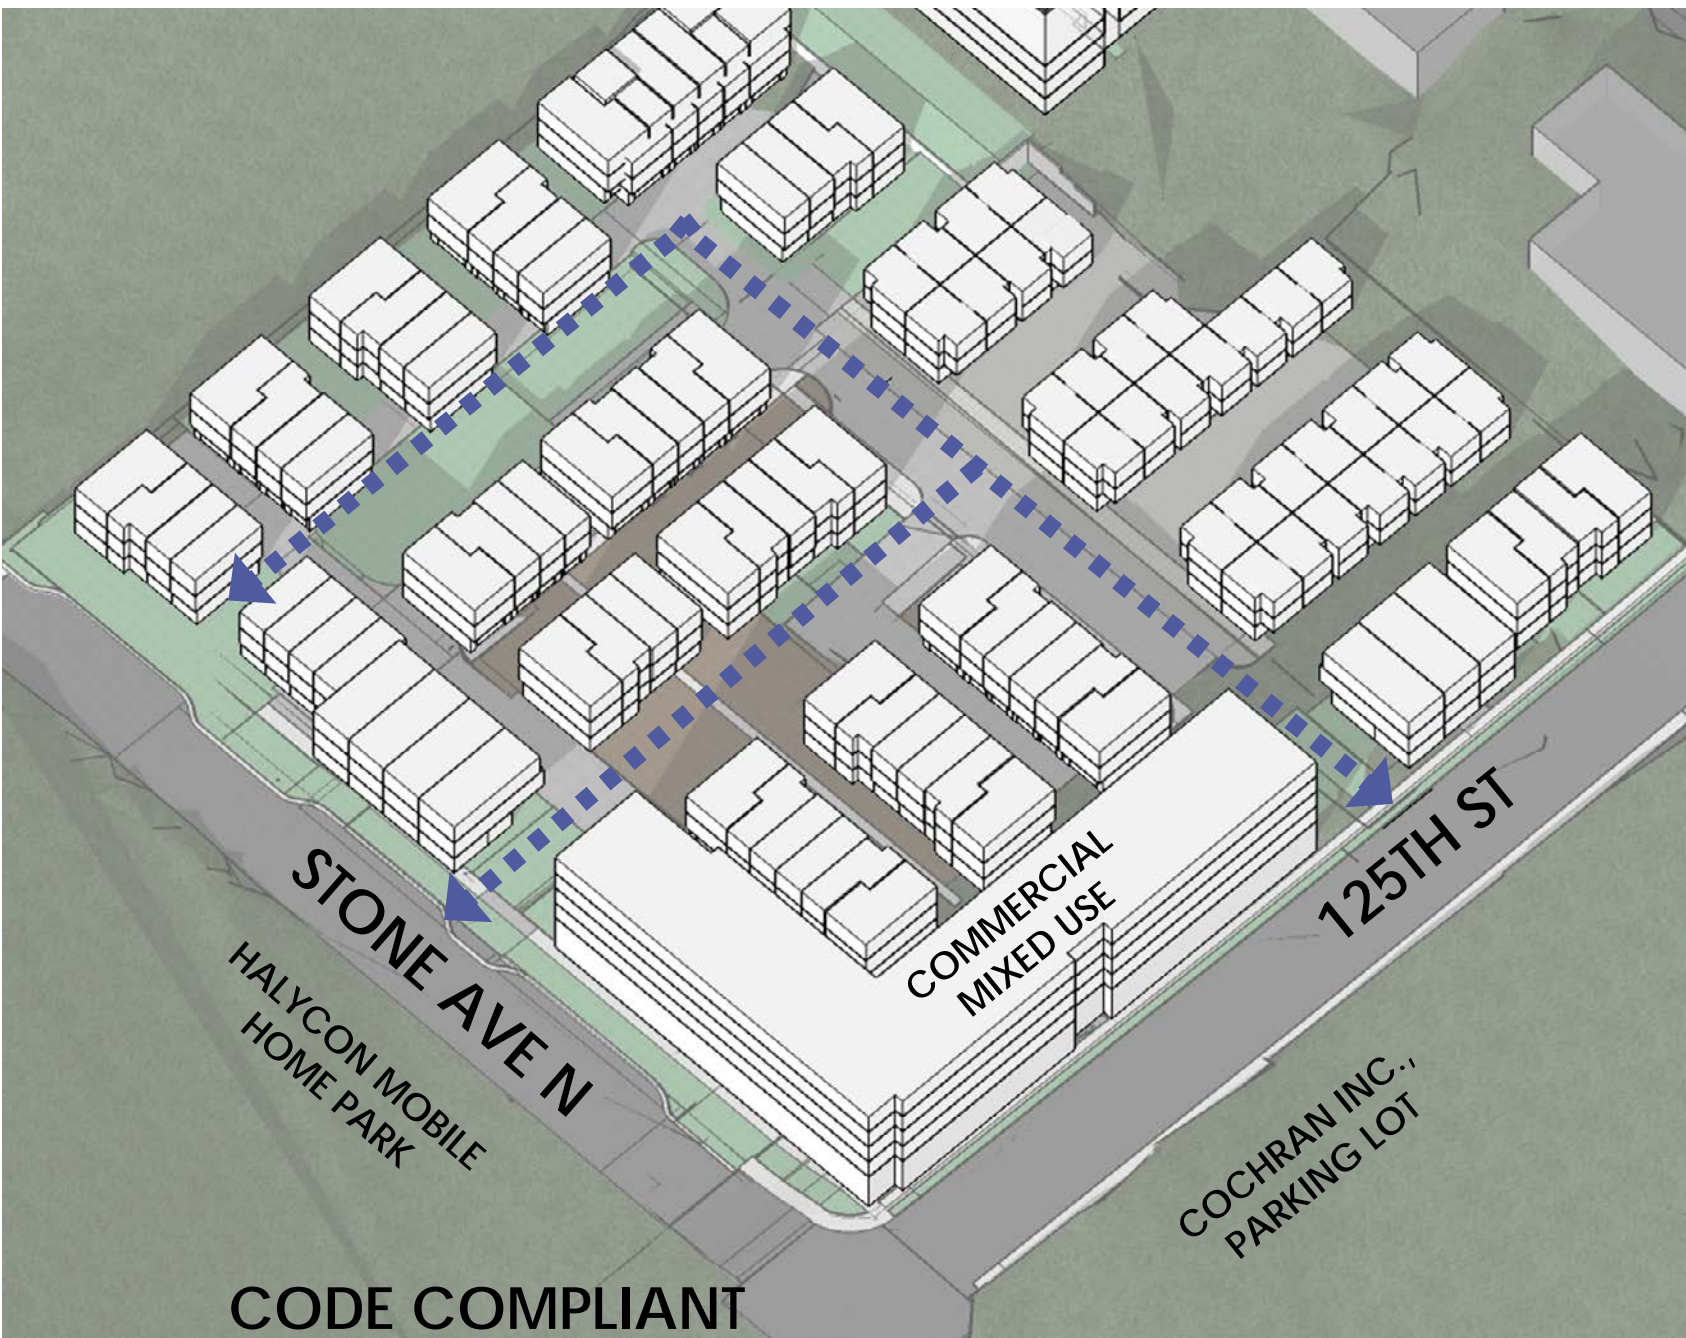 COMMERCIAL
MIXED USE
125TH ST
STONE AVE N
HALYCON MOBILE
HOME PARK
COCHRAN INC.,
PARKING LOT
CODE COMPLIANT